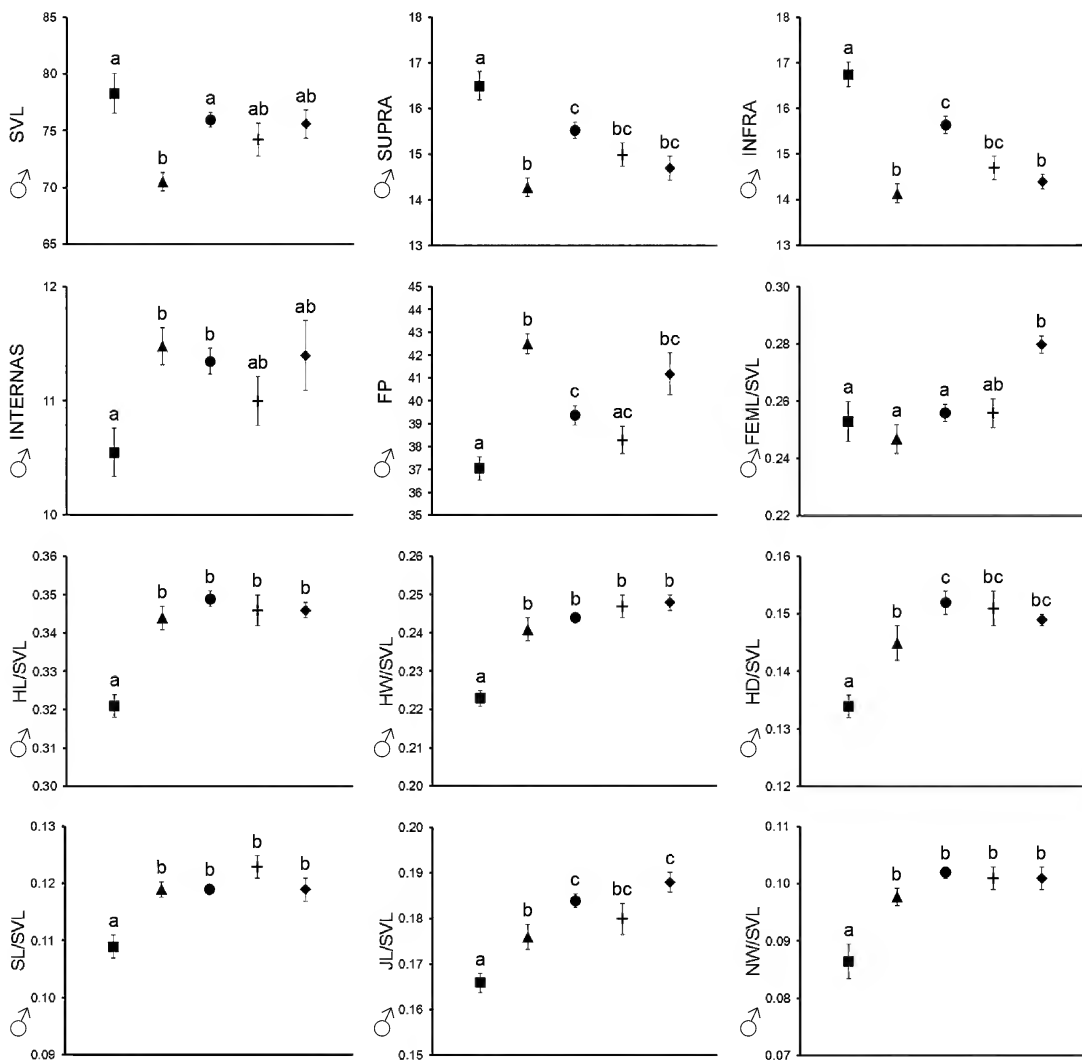 ♂ SVL
85
80
75
70
65
a
b
a
ab
ab
♂ SUPRA
18
17
16
15
14
13
a
b
c
bc
bc
♂ INFRA
18
17
16
15
14
13
a
b
c
bc
b
♂ INTERNAS
12
11
10
a
b
b
ab
ab
♂ FP
45
44
43
42
41
40
39
38
37
36
35
a
b
c
ac
bc
♂ FEML/SVL
0.30
0.28
0.26
0.24
0.22
a
a
a
ab
b
♂ HL/SVL
0.36
0.35
0.34
0.33
0.32
0.31
0.30
a
b
b
b
b
♂ HW/SVL
0.26
0.25
0.24
0.23
0.22
0.21
0.20
a
b
b
b
b
♂ HD/SVL
0.16
0.15
0.14
0.13
0.12
a
b
c
bc
bc
♂ SL/SVL
0.13
0.12
0.11
0.10
0.09
a
b
b
b
b
♂ JL/SVL
0.20
0.19
0.18
0.17
0.16
0.15
a
b
c
bc
c
♂ NW/SVL
0.11
0.10
0.09
0.08
0.07
a
b
b
b
b